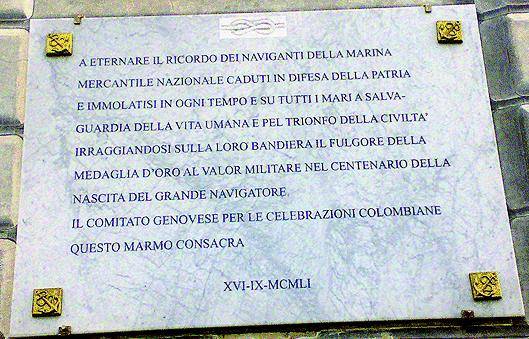 A ETERNARE IL RICORDO DEI NAVIGANTI DELLA MARINA
MERCANTILE NAZIONALE CADUTI IN DIFESA DELLA PATRIA
E IMMOLATISI IN OGNI TEMPO E SU TUTTI I MARI A SALVA-
GUARDIA DELLA VITA UMANA E PEL TRIONFO DELLA CIVILTA'
IRRAGGIANDOSI SULLA LORO BANDIERA IL FULGORE DELLA
MEDAGLIA D'ORO AL VALOR MILITARE NEL CENTENARIO DELLA
NASCITA DEL GRANDE NAVIGATORE
IL COMITATO GENOVESE PER LE CELEBRAZIONI COLOMBIANE
QUESTO MARMO CONSACRA
XVI-IX-MCMLI